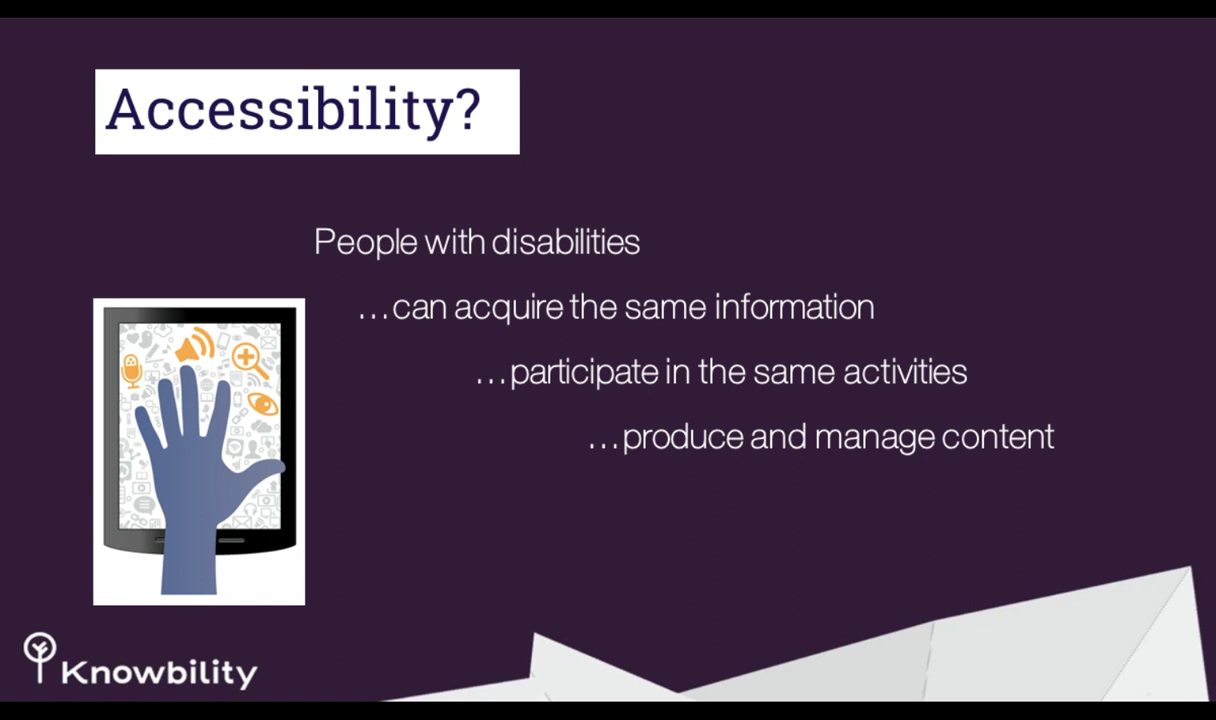 Accessibility?
People with disabilities
...can acquire the same information
...participate in the same activities
...produce and manage content
Knowbility